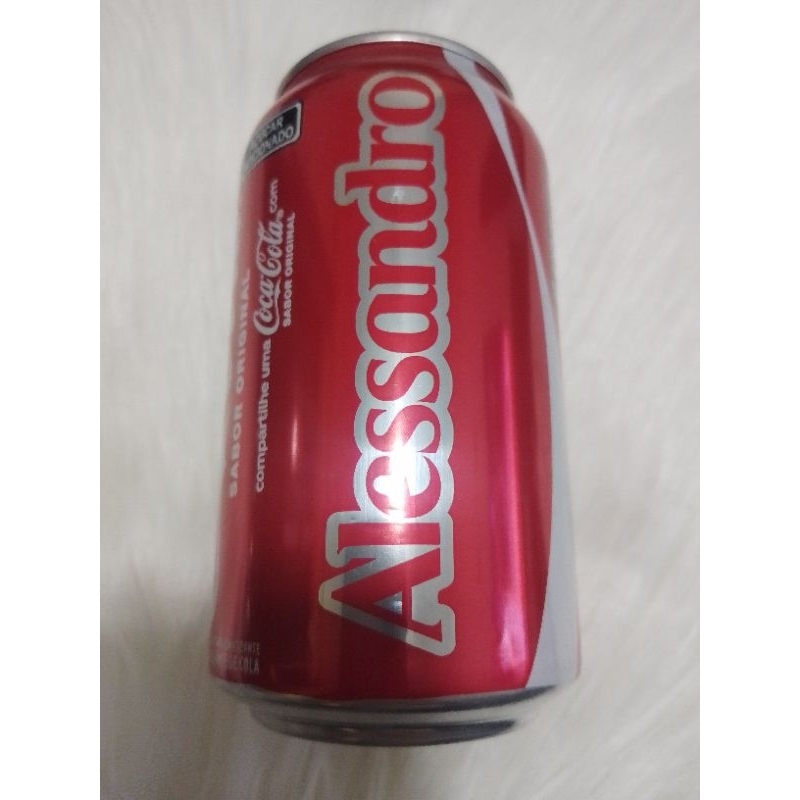 SABOR ORIGINAL
compartilhe uma Coca-Cola® com
SABOR ORIGINAL
Alessandro